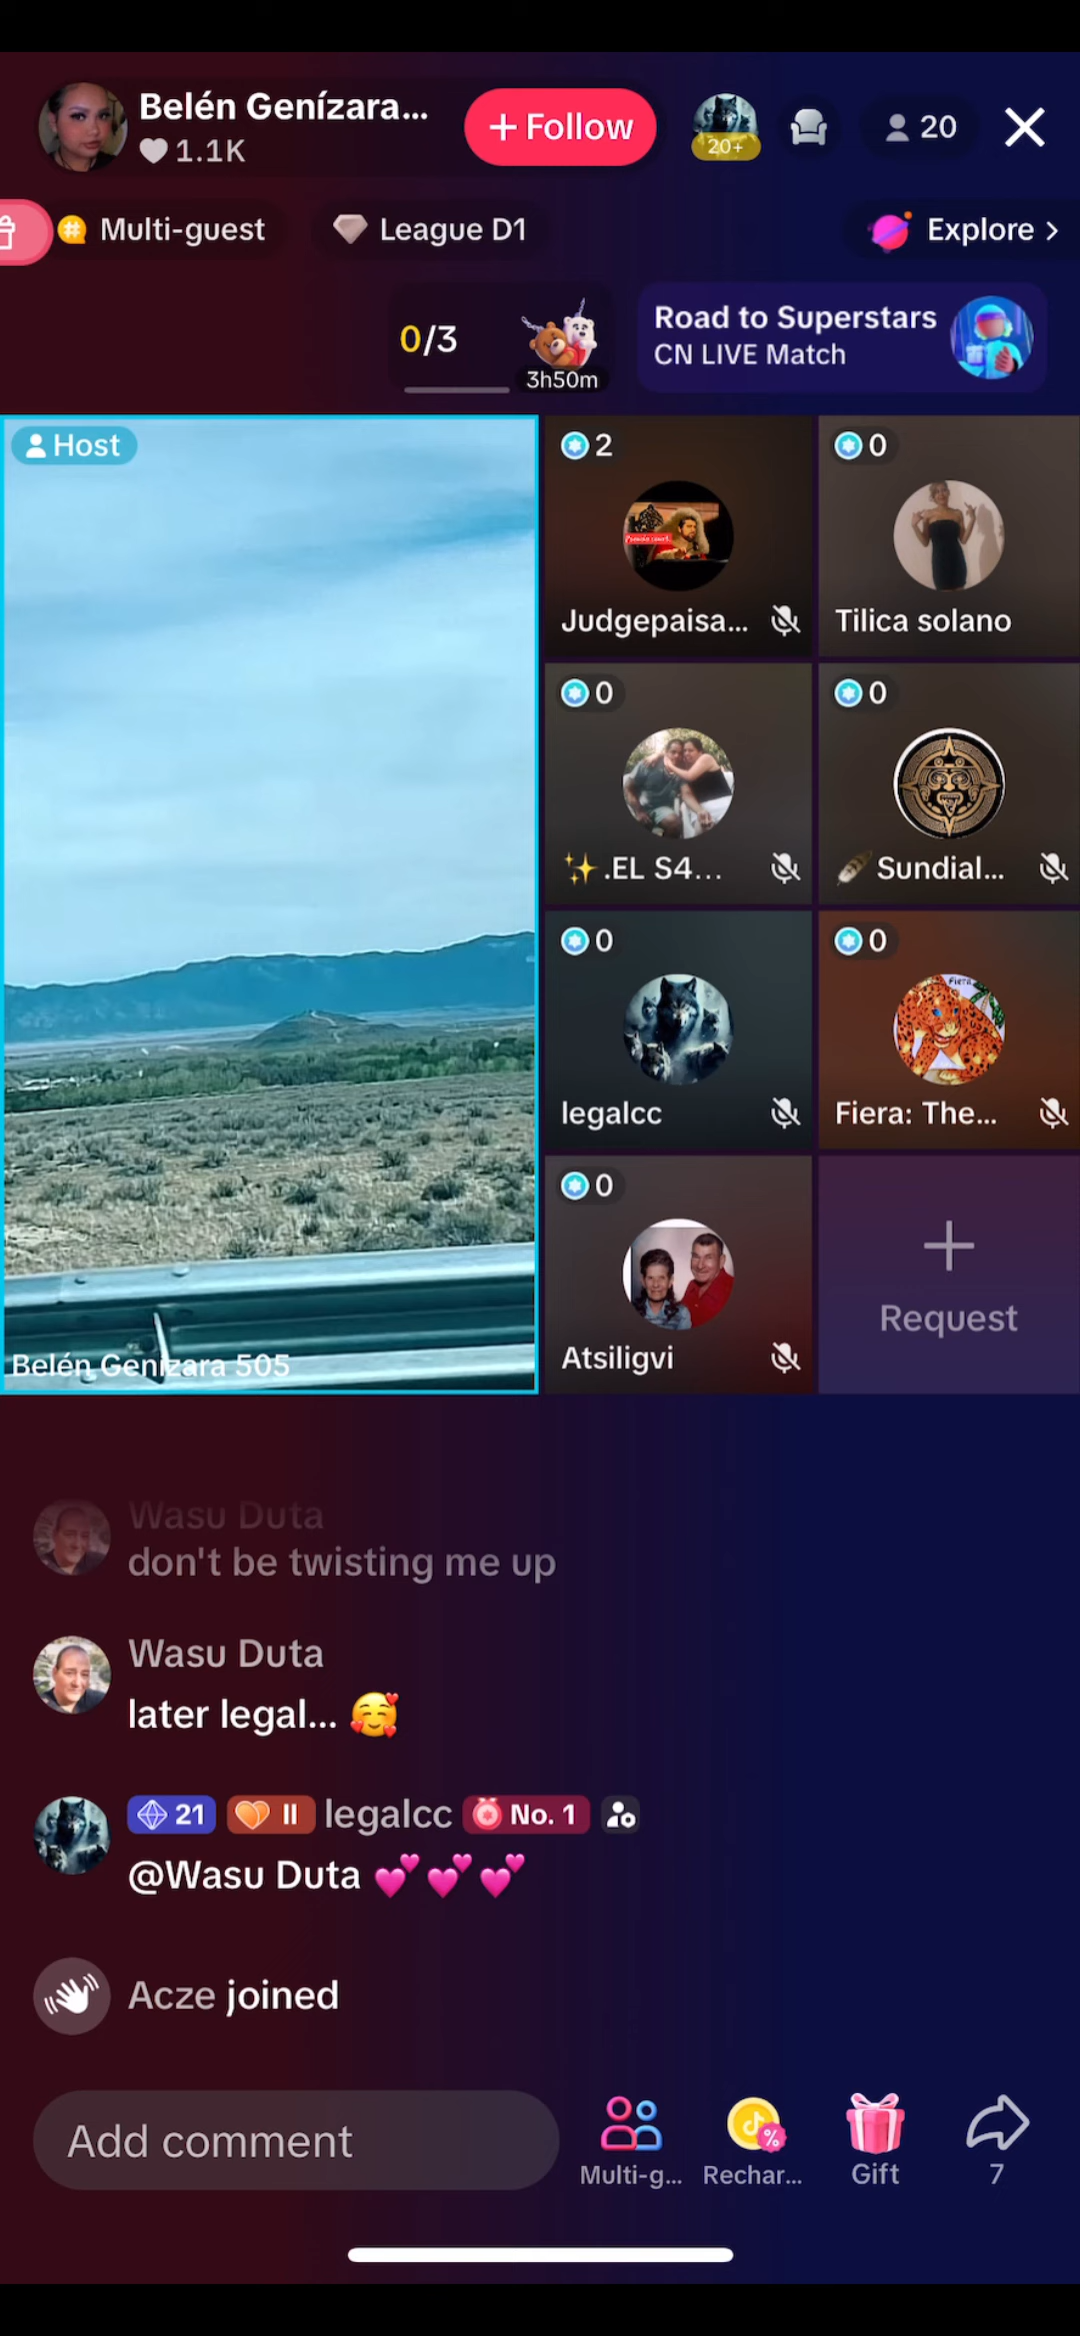 Belén Genízara...
1.1K
+ Follow
20+
20
Multi-guest
League D1
Explore >
0/3
3h50m
Road to Superstars
CN LIVE Match
Host
2
Judgepaisa...
0
Tilica solano
0
✨.EL S4...
0
🪶Sundial...
0
legalcc
0
Fiera
Fiera: The...
0
Atsiligvi
Request
Belén Genízara 505
Wasu Duta
don't be twisting me up
Wasu Duta
later legal... 🥰
21 II legalcc No. 1
@Wasu Duta 💕💕💕
Acze joined
Add comment
Multi-g...
Rechar...
Gift
7